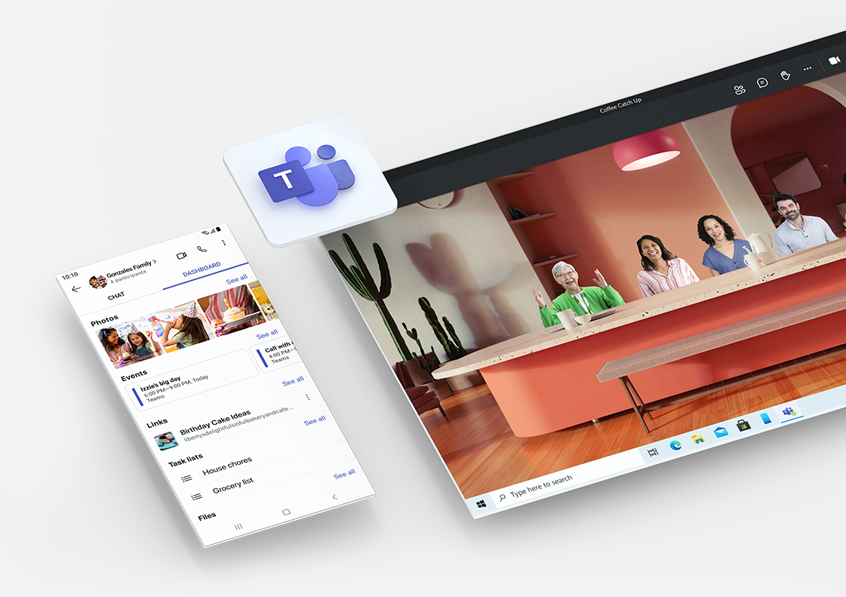 Coffee Catch Up
T
10:10
Gonzales Family >
4 participants
CHAT
DASHBOARD
Photos
See all
Events
See all
Izzie's big day
6:00 PM–9:00 PM, Today
Teams
Call with
4:00 PM–
Teams
Links
See all
Birthday Cake Ideas
libertysdelightfulsinfulbakeryandcafe...
Task lists
See all
House chores
Grocery list
Files
See all
Type here to search